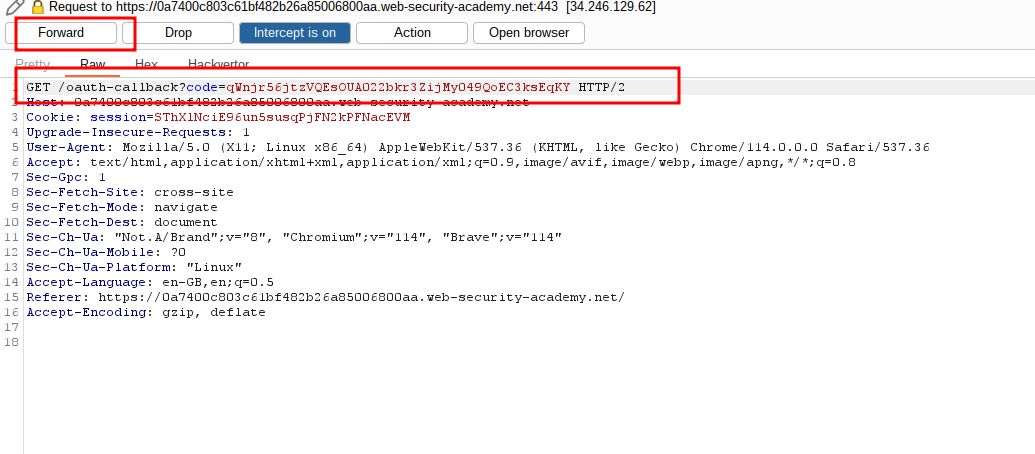 Request to https://0a7400c803c61bf482b26a85006800aa.web-security-academy.net:443 [34.246.129.62]
Forward Drop Intercept is on Action Open browser
Pretty Raw Hex Hackvertor
1 GET /oauth-callback?code=qWnjr56jtzVQEsOUAO22bkr3ZijMyO49QoEC3ksEqKY HTTP/2
2 Host: 0a7400c803c61bf482b26a85006800aa.web-security-academy.net
3 Cookie: session=SThXlNciE96un5susqPjFN2kPFNacEVM
4 Upgrade-Insecure-Requests: 1
5 User-Agent: Mozilla/5.0 (X11; Linux x86_64) AppleWebKit/537.36 (KHTML, like Gecko) Chrome/114.0.0.0 Safari/537.36
6 Accept: text/html,application/xhtml+xml,application/xml;q=0.9,image/avif,image/webp,image/apng,*/*;q=0.8
7 Sec-Gpc: 1
8 Sec-Fetch-Site: cross-site
9 Sec-Fetch-Mode: navigate
10 Sec-Fetch-Dest: document
11 Sec-Ch-Ua: "Not.A/Brand";v="8", "Chromium";v="114", "Brave";v="114"
12 Sec-Ch-Ua-Mobile: ?0
13 Sec-Ch-Ua-Platform: "Linux"
14 Accept-Language: en-GB,en;q=0.5
15 Referer: https://0a7400c803c61bf482b26a85006800aa.web-security-academy.net/
16 Accept-Encoding: gzip, deflate
17
18